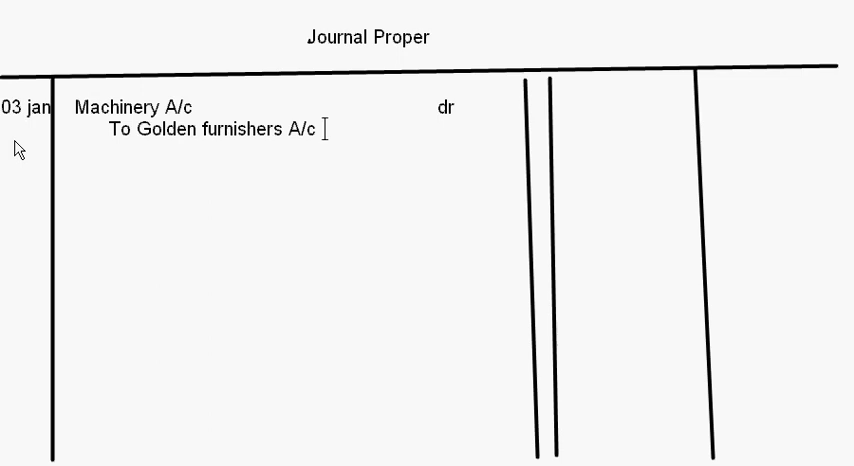 Journal Proper
03 jan Machinery A/c dr
To Golden furnishers A/c